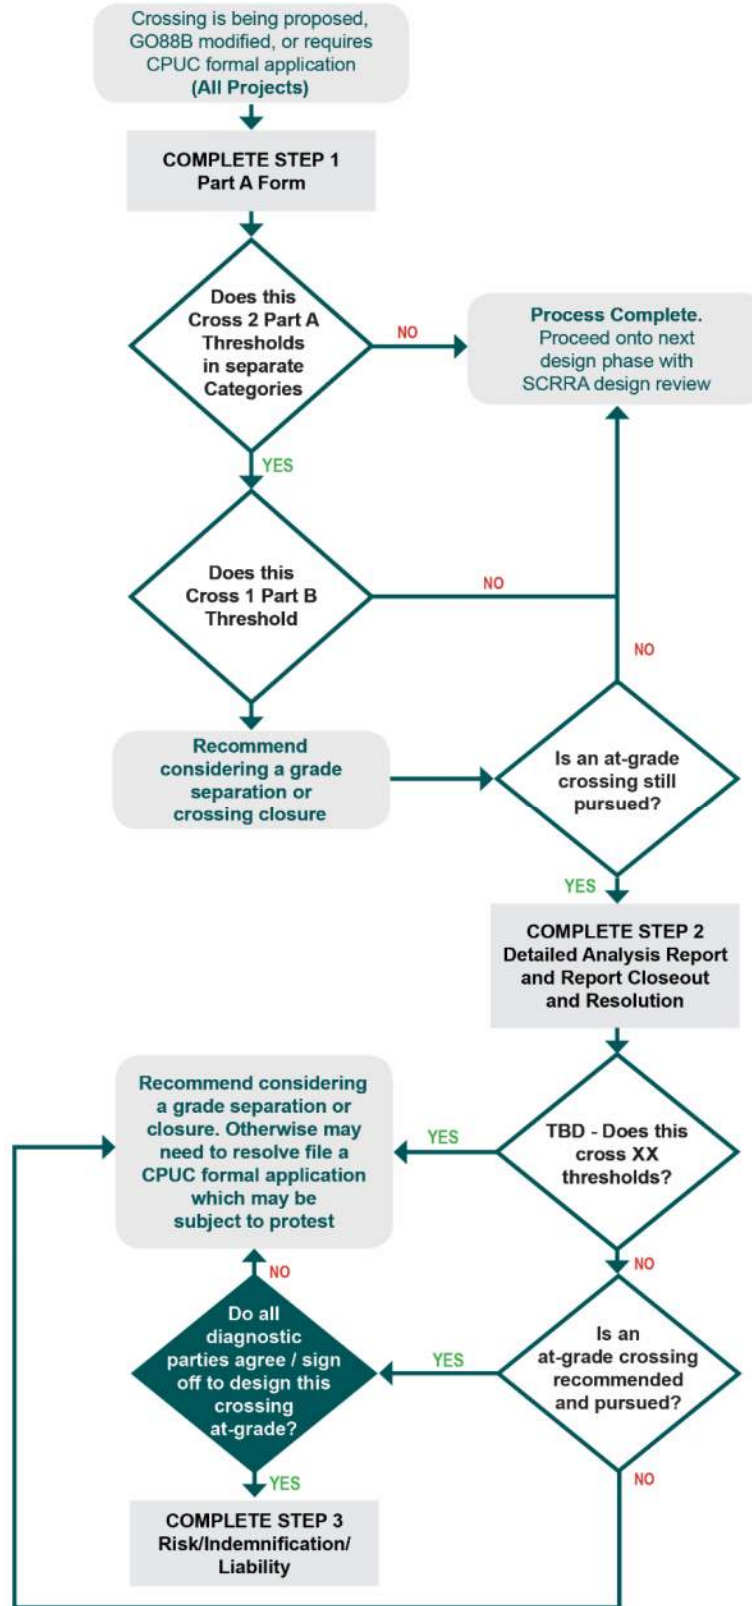 Crossing is being proposed,
GO88B modified, or requires
CPUC formal application
(All Projects)
COMPLETE STEP 1
Part A Form
Does this
Cross 2 Part A
Thresholds
in separate
Categories
NO
Process Complete.
Proceed onto next
design phase with
SCRRA design review
YES
Does this
Cross 1 Part B
Threshold
NO
NO
Recommend
considering a grade
separation or
crossing closure
Is an at-grade
crossing still
pursued?
YES
COMPLETE STEP 2
Detailed Analysis Report
and Report Closeout
and Resolution
Recommend considering
a grade separation or
closure. Otherwise may
need to resolve file a
CPUC formal application
which may be
subject to protest
YES
TBD - Does this
cross XX
thresholds?
NO
NO
Do all
diagnostic
parties agree / sign
off to design this
crossing
at-grade?
YES
Is an
at-grade crossing
recommended
and pursued?
YES
NO
COMPLETE STEP 3
Risk/Indemnification/
Liability